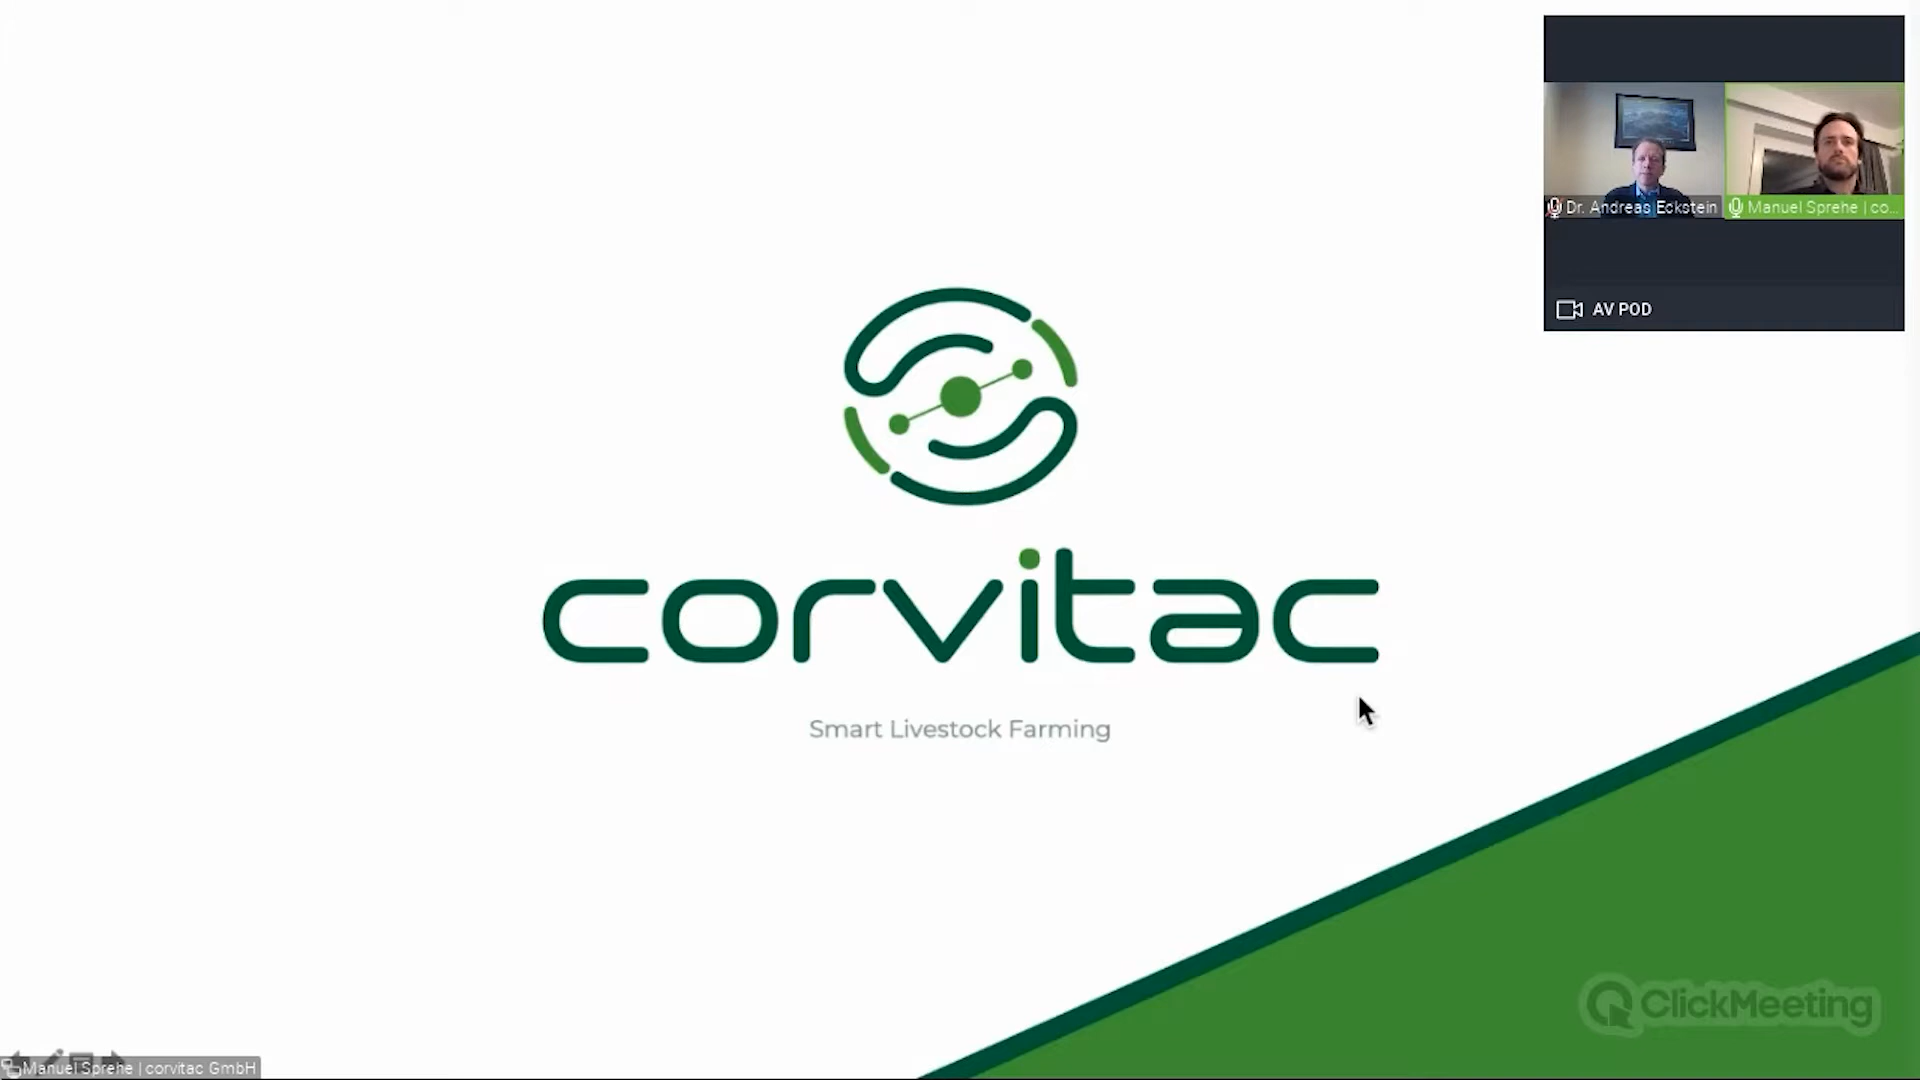 Dr. Andreas Eckstein
Manuel Sprehe | co...
AV POD
corvitac
Smart Livestock Farming
ClickMeeting
Manuel Sprehe | corvitac GmbH